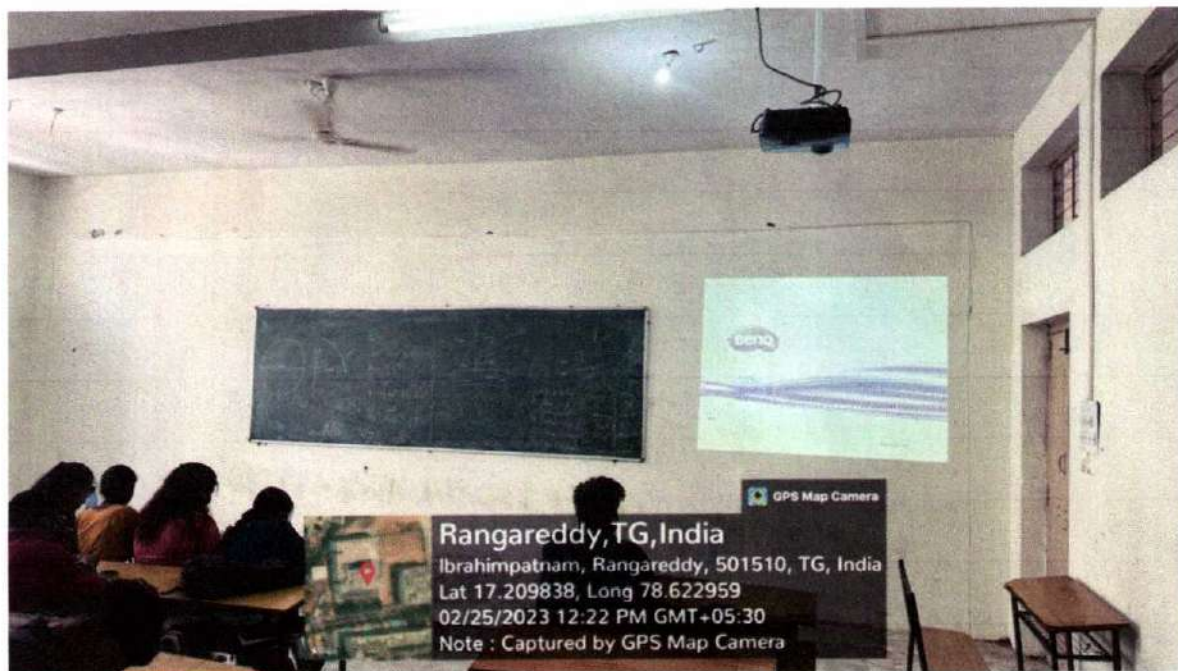 BenQ
GPS Map Camera
Rangareddy,TG,India
Ibrahimpatnam, Rangareddy, 501510, TG, India
Lat 17.209838, Long 78.622959
02/25/2023 12:22 PM GMT+05:30
Note : Captured by GPS Map Camera